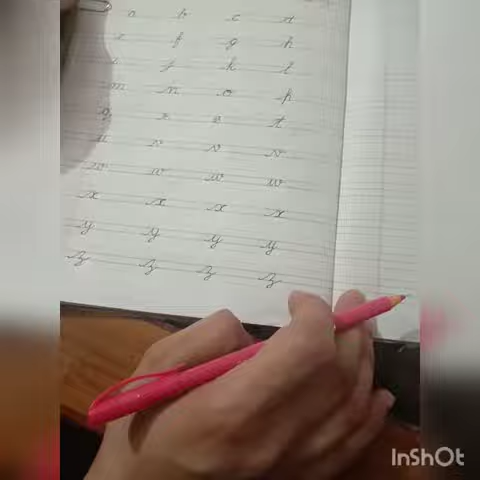 a b c d
e f g h
i j k l
m n o p
q r s t
u v v v
w w w w
x x x x
y y y y
z z z z
InShOt